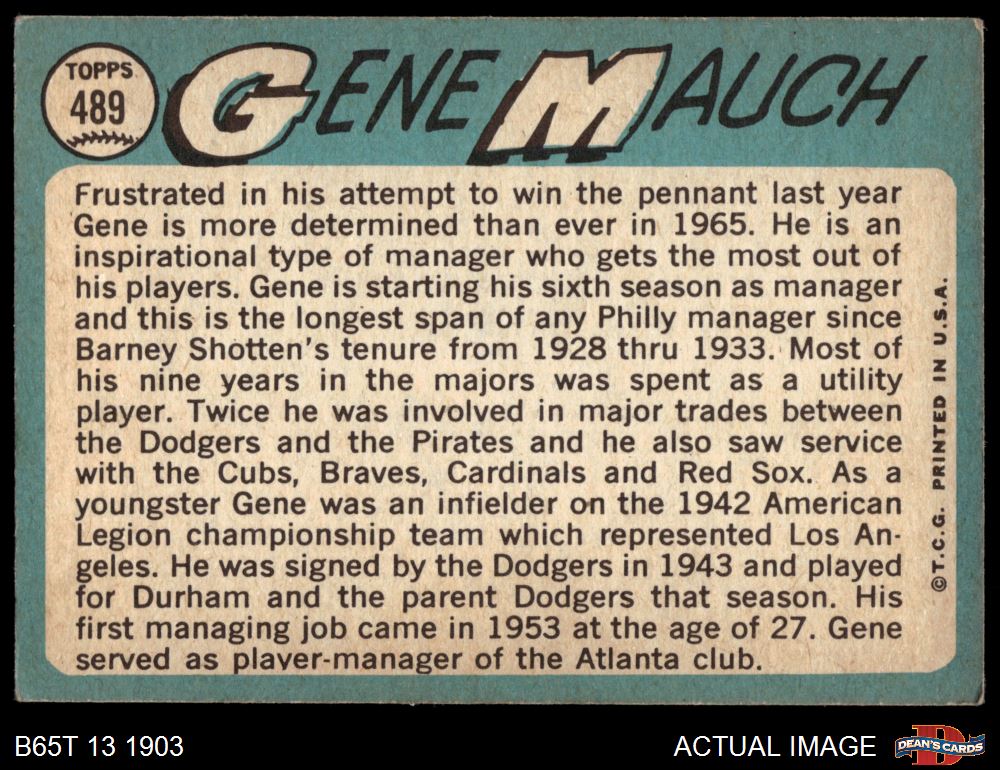 TOPPS
489
GENE MAUCH
Frustrated in his attempt to win the pennant last year
Gene is more determined than ever in 1965. He is an
inspirational type of manager who gets the most out of
his players. Gene is starting his sixth season as manager
and this is the longest span of any Philly manager since
Barney Shotten's tenure from 1928 thru 1933. Most of
his nine years in the majors was spent as a utility
player. Twice he was involved in major trades between
the Dodgers and the Pirates and he also saw service
with the Cubs, Braves, Cardinals and Red Sox. As a
youngster Gene was an infielder on the 1942 American
Legion championship team which represented Los An-
geles. He was signed by the Dodgers in 1943 and played
for Durham and the parent Dodgers that season. His
first managing job came in 1953 at the age of 27. Gene
served as player-manager of the Atlanta club.
©T.C.G. PRINTED IN U.S.A.
B65T 13 1903
ACTUAL IMAGE
D
DEAN'S CARDS